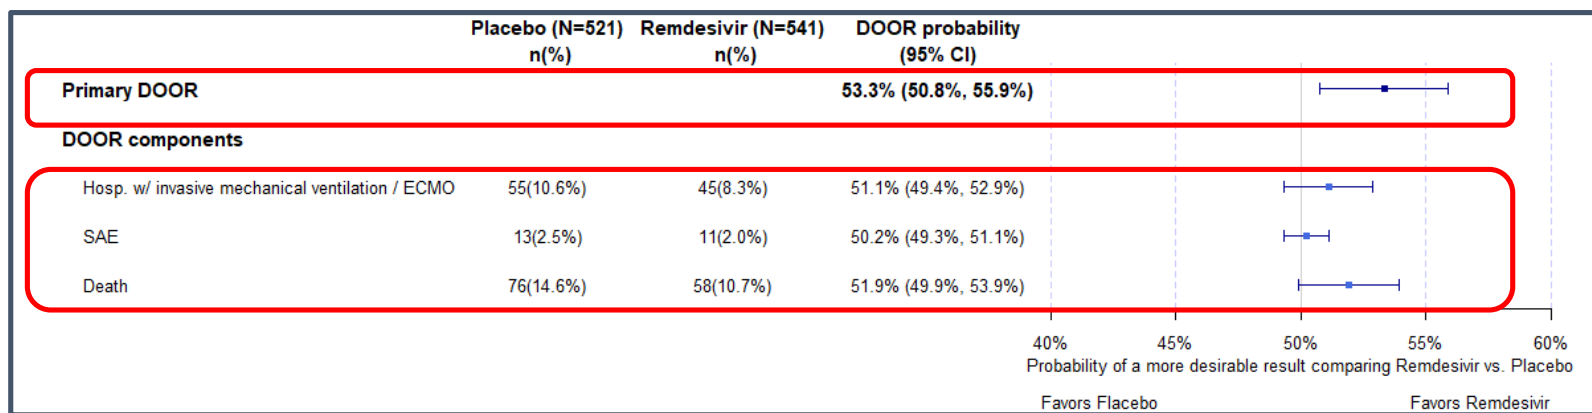 Placebo (N=521) Remdesivir (N=541) DOOR probability
n(%) n(%) (95% CI)
Primary DOOR 53.3% (50.8%, 55.9%)
DOOR components
Hosp. w/ invasive mechanical ventilation / ECMO 55(10.6%) 45(8.3%) 51.1% (49.4%, 52.9%)
SAE 13(2.5%) 11(2.0%) 50.2% (49.3%, 51.1%)
Death 76(14.6%) 58(10.7%) 51.9% (49.9%, 53.9%)
40% 45% 50% 55% 60%
Probability of a more desirable result comparing Remdesivir vs. Placebo
Favors Flacebo Favors Remdesivir